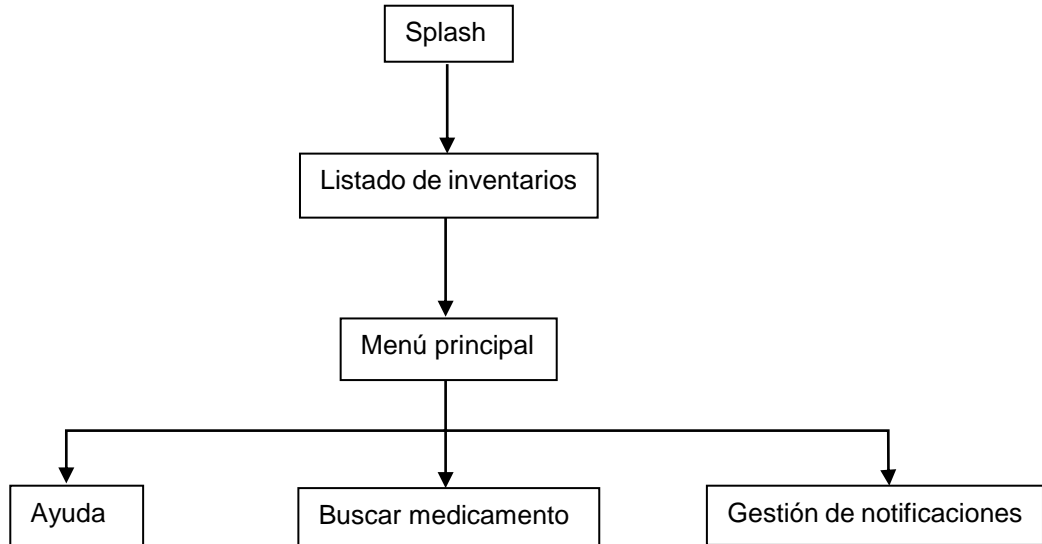 Splash
Listado de inventarios
Menú principal
Ayuda
Buscar medicamento
Gestión de notificaciones